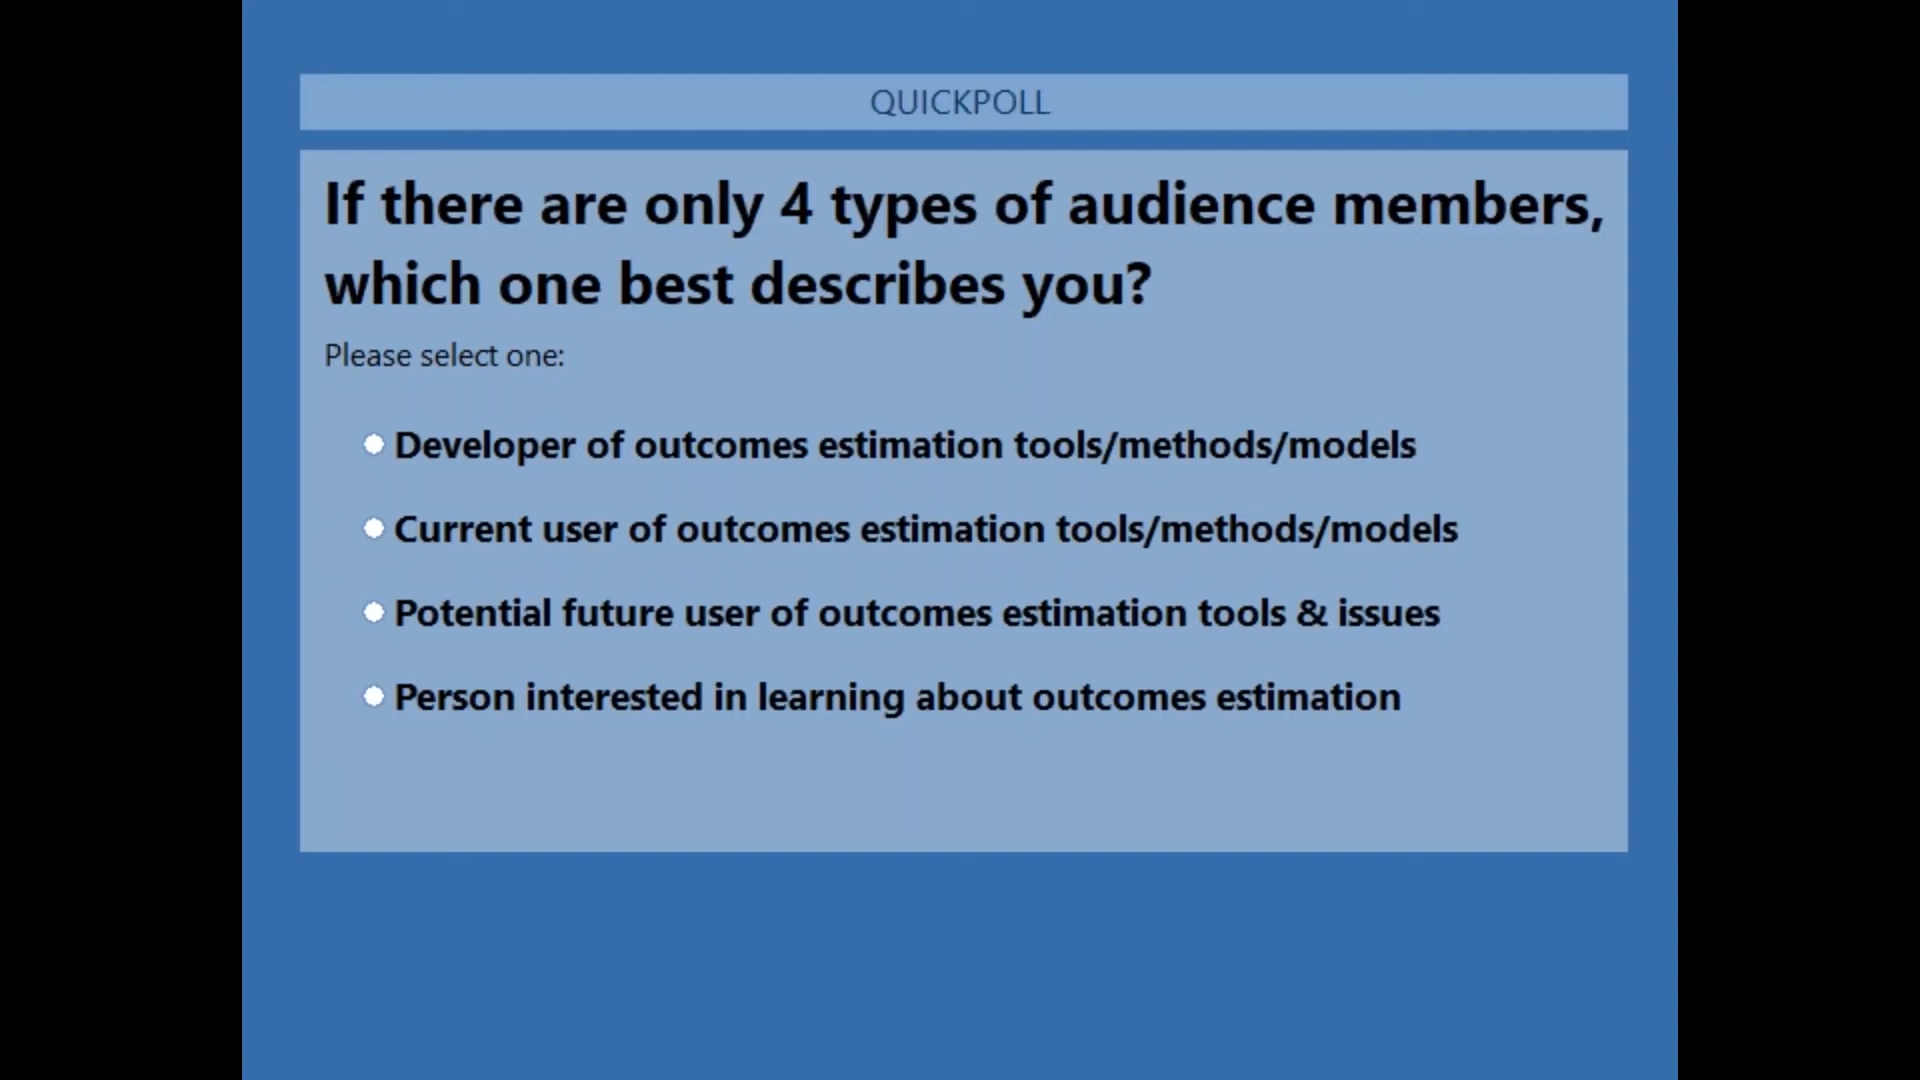 QUICKPOLL
If there are only 4 types of audience members,
which one best describes you?
Please select one:
Developer of outcomes estimation tools/methods/models
Current user of outcomes estimation tools/methods/models
Potential future user of outcomes estimation tools & issues
Person interested in learning about outcomes estimation